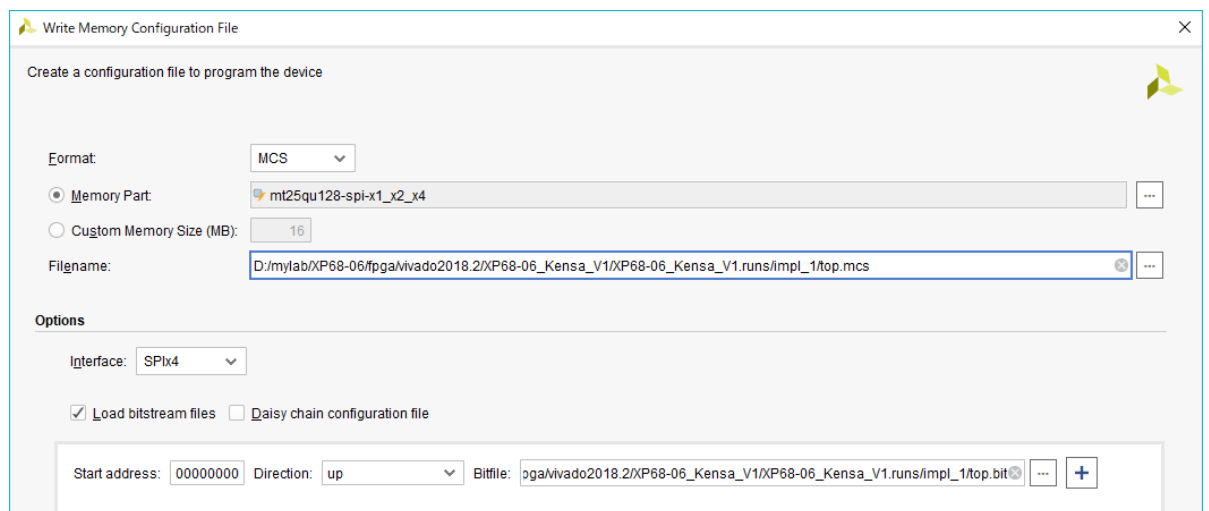 Write Memory Configuration File
Create a configuration file to program the device
Format: MCS
Memory Part: mt25qu128-spi-x1_x2_x4 ...
Custom Memory Size (MB): 16
Filename: D:/mylab/XP68-06/fpga/vivado2018.2/XP68-06_Kensa_V1/XP68-06_Kensa_V1.runs/impl_1/top.mcs ...
Options
Interface: SPIx4
Load bitstream files Daisy chain configuration file
Start address: 00000000 Direction: up Bitfile: pga/vivado2018.2/XP68-06_Kensa_V1/XP68-06_Kensa_V1.runs/impl_1/top.bit ... +